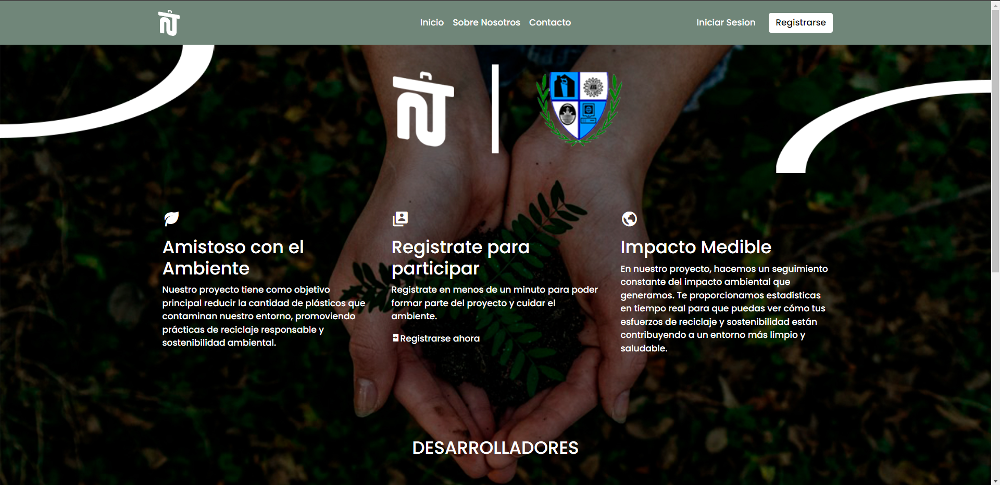 Inicio Sobre Nosotros Contacto Iniciar Sesion Registrarse
Amistoso con el
Ambiente
Nuestro proyecto tiene como objetivo
principal reducir la cantidad de plásticos que
contaminan nuestro entorno, promoviendo
prácticas de reciclaje responsable y
sostenibilidad ambiental.
Registrate para
participar
Registrate en menos de un minuto para poder
formar parte del proyecto y cuidar el
ambiente.
Registrarse ahora
Impacto Medible
En nuestro proyecto, hacemos un seguimiento
constante del impacto ambiental que
generamos. Te proporcionamos estadísticas
en tiempo real para que puedas ver cómo tus
esfuerzos de reciclaje y sostenibilidad están
contribuyendo a un entorno más limpio y
saludable.
DESARROLLADORES